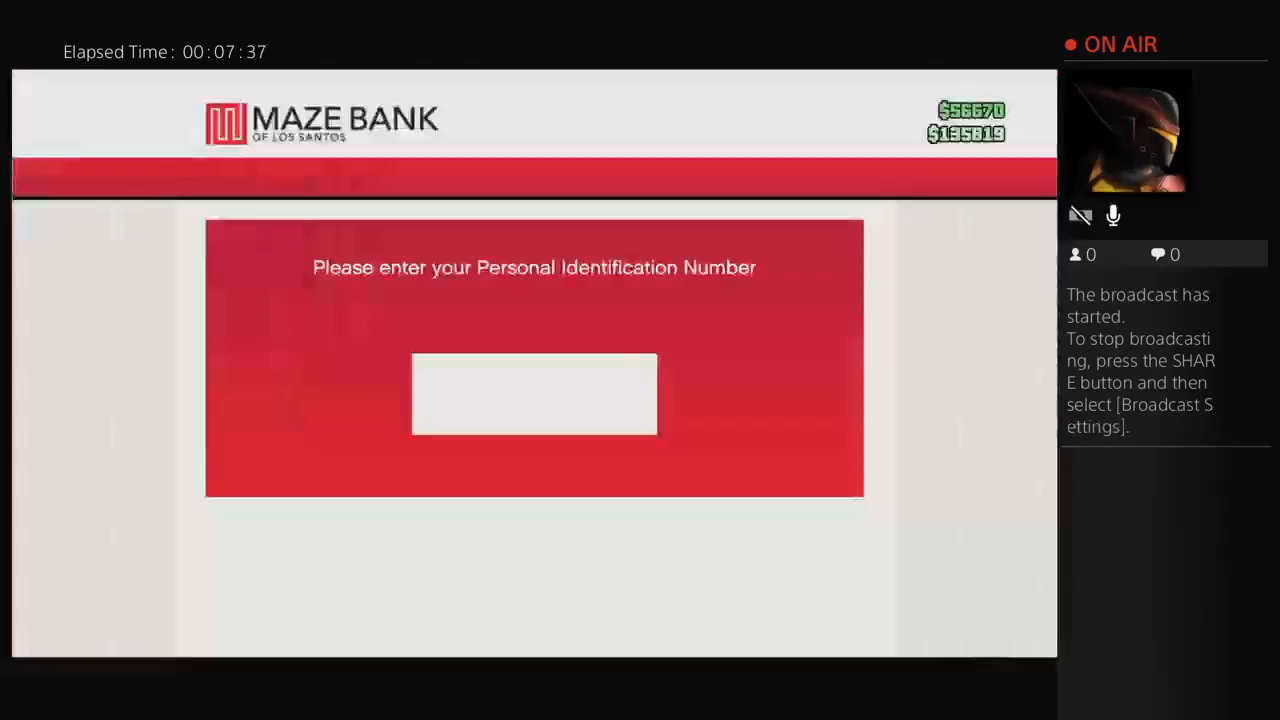 Elapsed Time: 00:07:37
ON AIR
MAZE BANK
OF LOS SANTOS
$56670
$135819
Please enter your Personal Identification Number
0 0
The broadcast has
started.
To stop broadcasti
ng, press the SHAR
E button and then
select [Broadcast S
ettings].